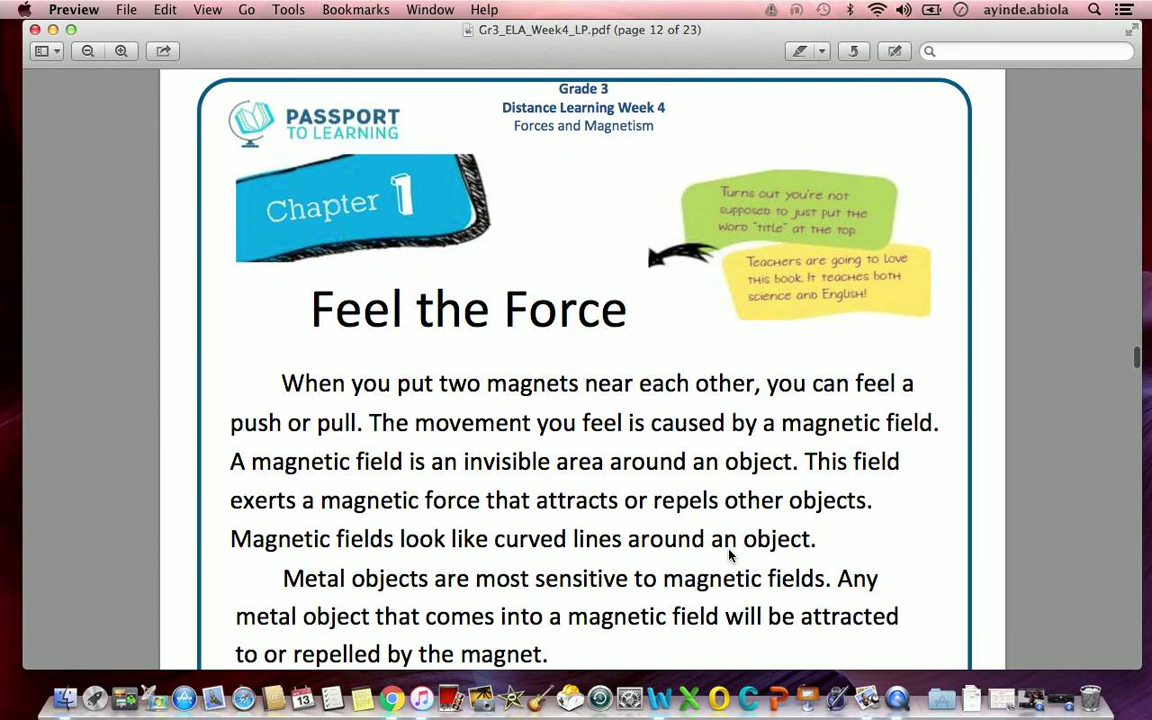 Preview File Edit View Go Tools Bookmarks Window Help ayinde.abiola
Gr3_ELA_Week4_LP.pdf (page 12 of 23)
Grade 3
Distance Learning Week 4
Forces and Magnetism
PASSPORT
TO LEARNING
Chapter 1
Turns out you're not
supposed to just put the
word "title" at the top.
Teachers are going to love
this book. It teaches both
science and English!
Feel the Force
When you put two magnets near each other, you can feel a
push or pull. The movement you feel is caused by a magnetic field.
A magnetic field is an invisible area around an object. This field
exerts a magnetic force that attracts or repels other objects.
Magnetic fields look like curved lines around an object.
Metal objects are most sensitive to magnetic fields. Any
metal object that comes into a magnetic field will be attracted
to or repelled by the magnet.